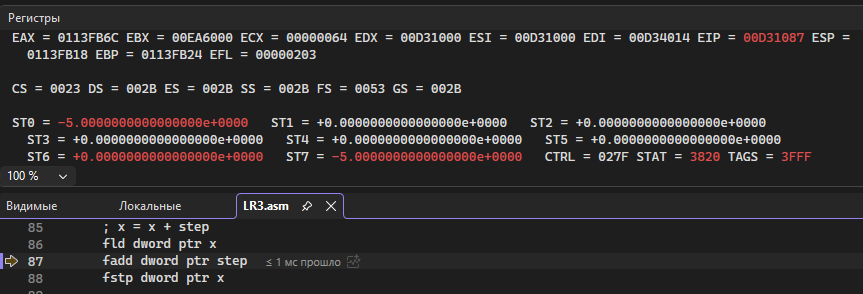 Регистры
EAX = 0113FB6C EBX = 00EA6000 ECX = 00000064 EDX = 00D31000 ESI = 00D31000 EDI = 00D34014 EIP = 00D31087 ESP =
0113FB18 EBP = 0113FB24 EFL = 00000203
CS = 0023 DS = 002B ES = 002B SS = 002B FS = 0053 GS = 002B
ST0 = -5.0000000000000000e+0000 ST1 = +0.0000000000000000e+0000 ST2 = +0.0000000000000000e+0000
ST3 = +0.0000000000000000e+0000 ST4 = +0.0000000000000000e+0000 ST5 = +0.0000000000000000e+0000
ST6 = +0.0000000000000000e+0000 ST7 = -5.0000000000000000e+0000 CTRL = 027F STAT = 3820 TAGS = 3FFF
100 %
Видимые Локальные LR3.asm
85 ; x = x + step
86 fld dword ptr x
87 fadd dword ptr step ≤ 1 мс прошло
88 fstp dword ptr x